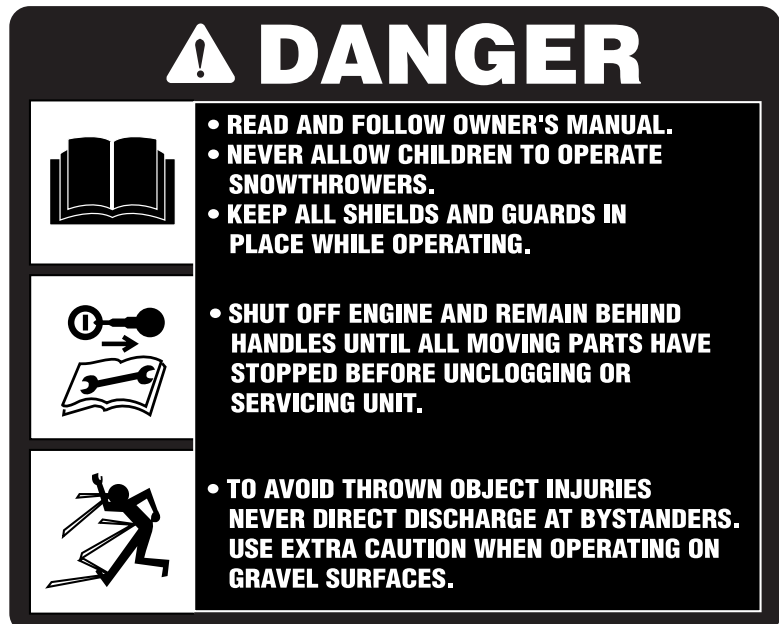 DANGER
• READ AND FOLLOW OWNER'S MANUAL.
• NEVER ALLOW CHILDREN TO OPERATE
SNOWTHROWERS.
• KEEP ALL SHIELDS AND GUARDS IN
PLACE WHILE OPERATING.
• SHUT OFF ENGINE AND REMAIN BEHIND
HANDLES UNTIL ALL MOVING PARTS HAVE
STOPPED BEFORE UNCLOGGING OR
SERVICING UNIT.
• TO AVOID THROWN OBJECT INJURIES
NEVER DIRECT DISCHARGE AT BYSTANDERS.
USE EXTRA CAUTION WHEN OPERATING ON
GRAVEL SURFACES.